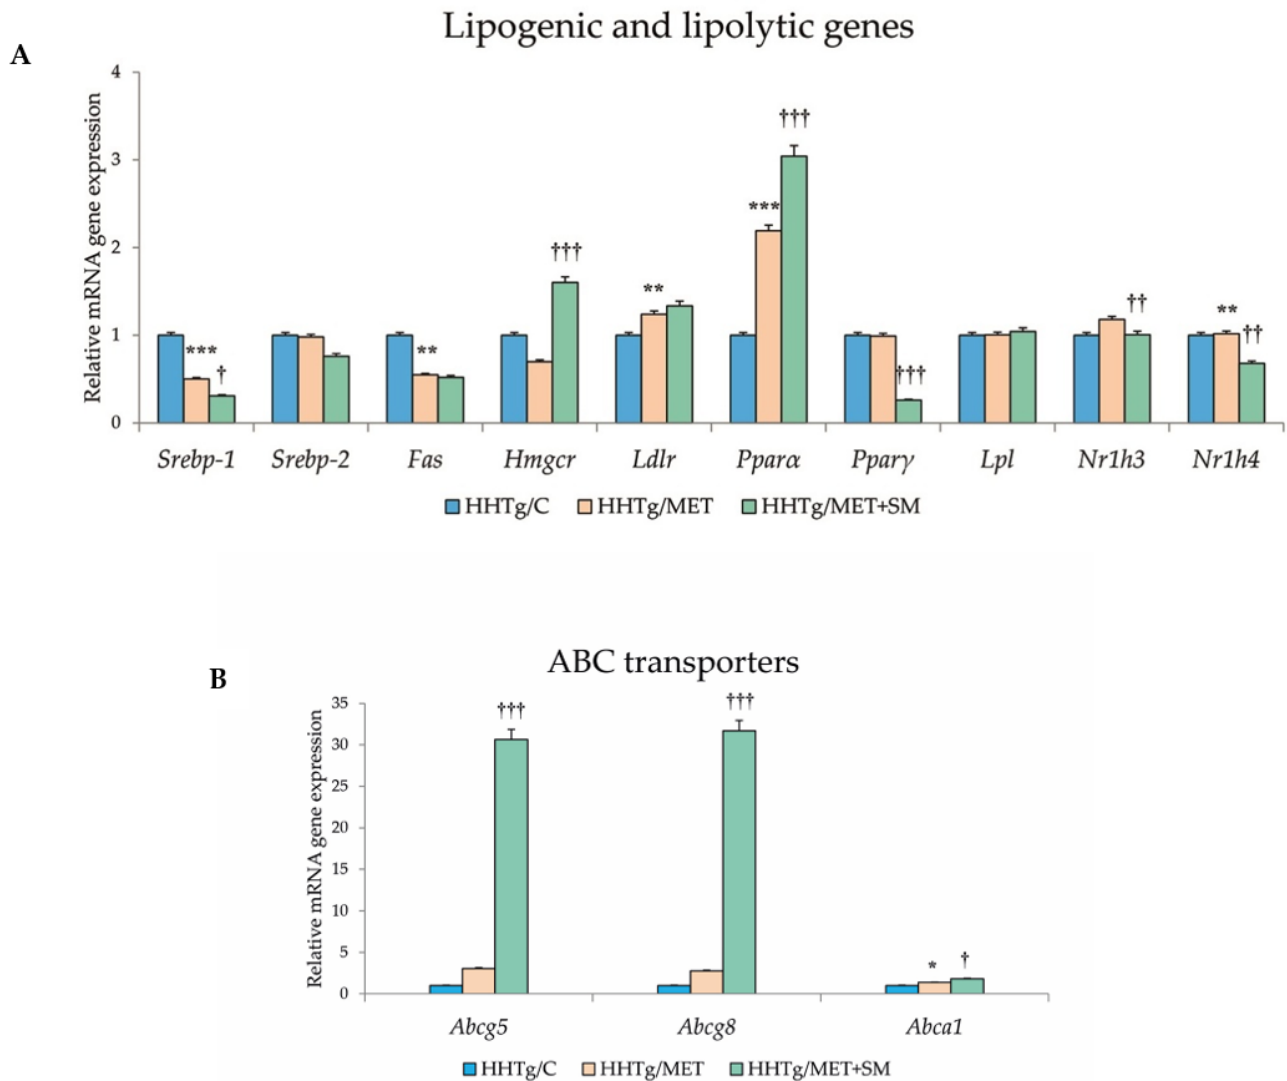 Lipogenic and lipolytic genes
A
Relative mRNA gene expression
4
3
2
1
0
***
†
**
†††
**
***
†††
†††
††
**
††
Srebp-1 Srebp-2 Fas Hmgcr Ldlr Pparα Pparγ Lpl Nr1h3 Nr1h4
HHTg/C HHTg/MET HHTg/MET+SM
ABC transporters
B
Relative mRNA gene expression
35
30
25
20
15
10
5
0
†††
†††
*
†
Abcg5 Abcg8 Abca1
HHTg/C HHTg/MET HHTg/MET+SM